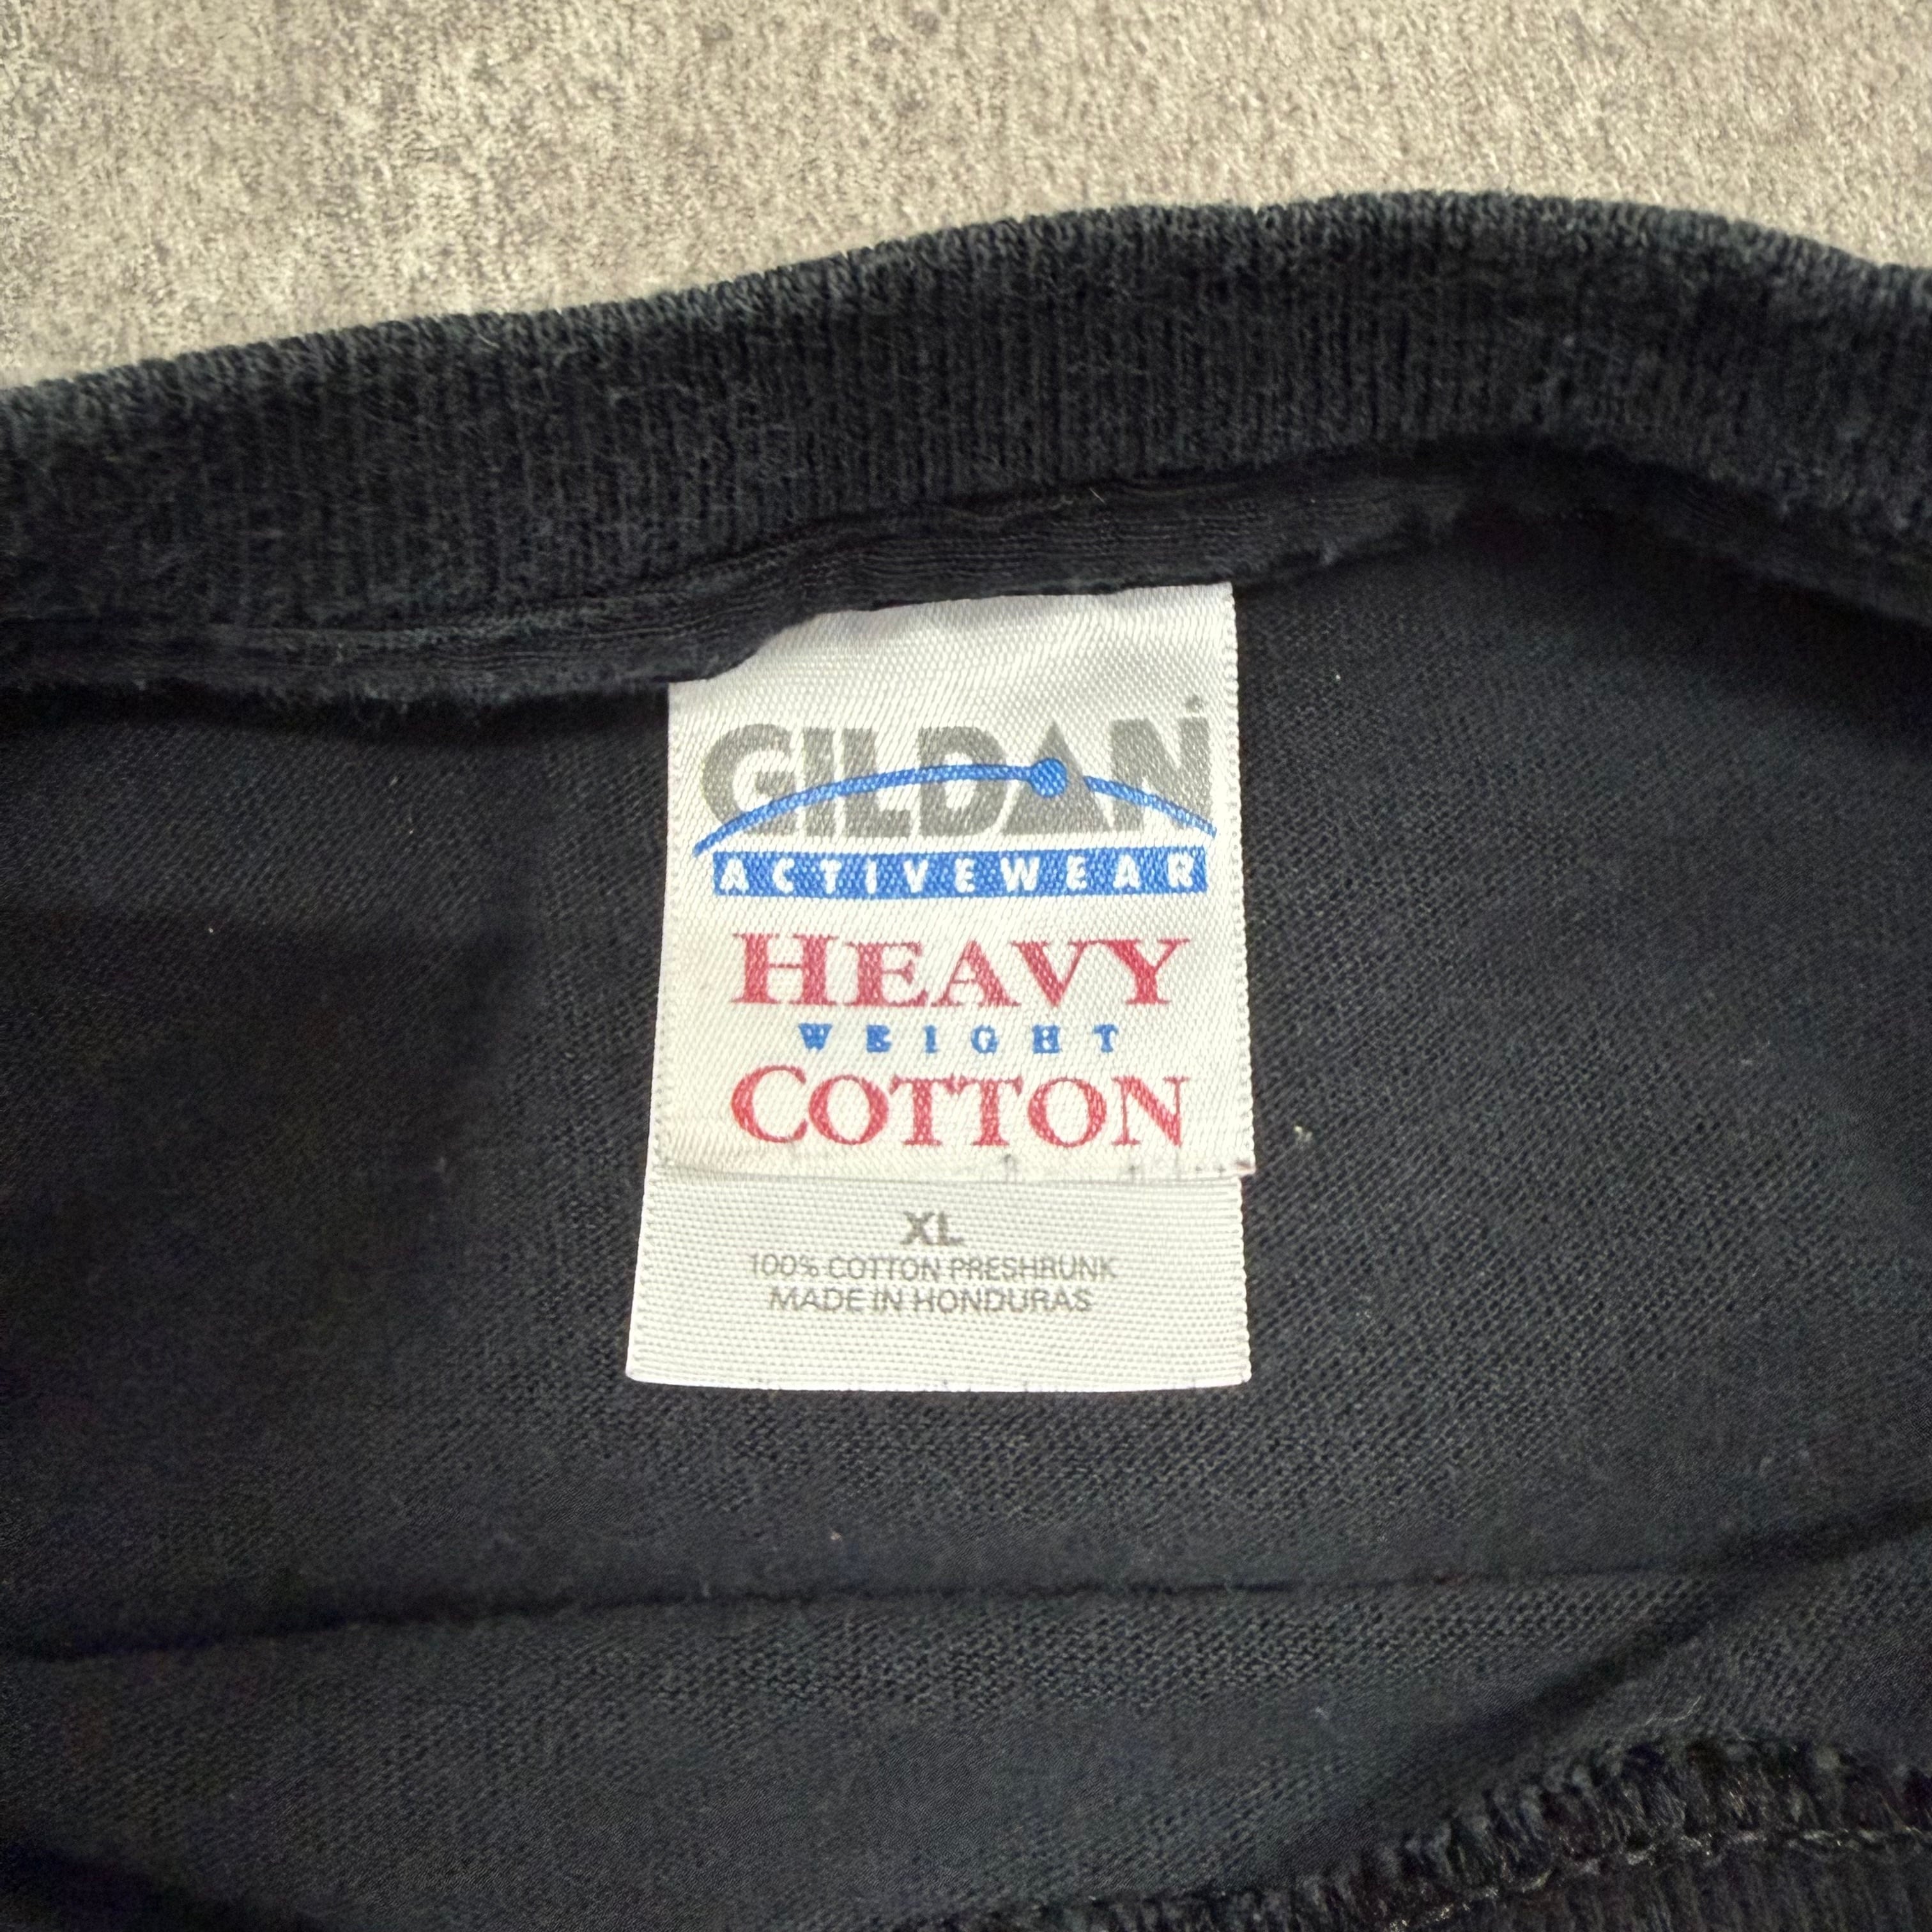 GILDAN
ACTIVEWEAR
HEAVY
WEIGHT
COTTON
XL
100% COTTON PRESHRUNK
MADE IN HONDURAS